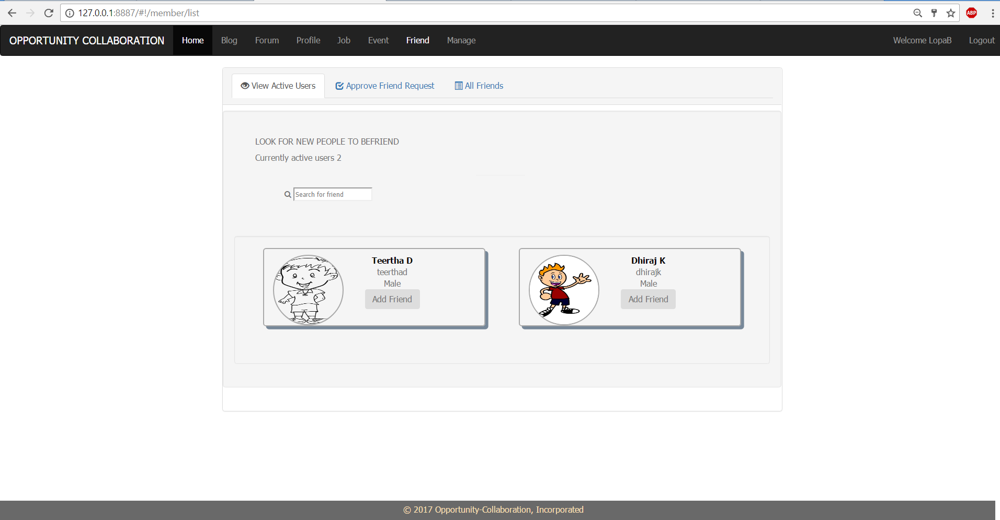 127.0.0.1:8887/#!/member/list
ABP
OPPORTUNITY COLLABORATION Home Blog Forum Profile Job Event Friend Manage Welcome LopaB Logout
View Active Users Approve Friend Request All Friends
LOOK FOR NEW PEOPLE TO BEFRIEND
Currently active users 2
Search for friend
Teertha D
teerthad
Male
Add Friend
Dhiraj K
dhirajk
Male
Add Friend
© 2017 Opportunity-Collaboration, Incorporated